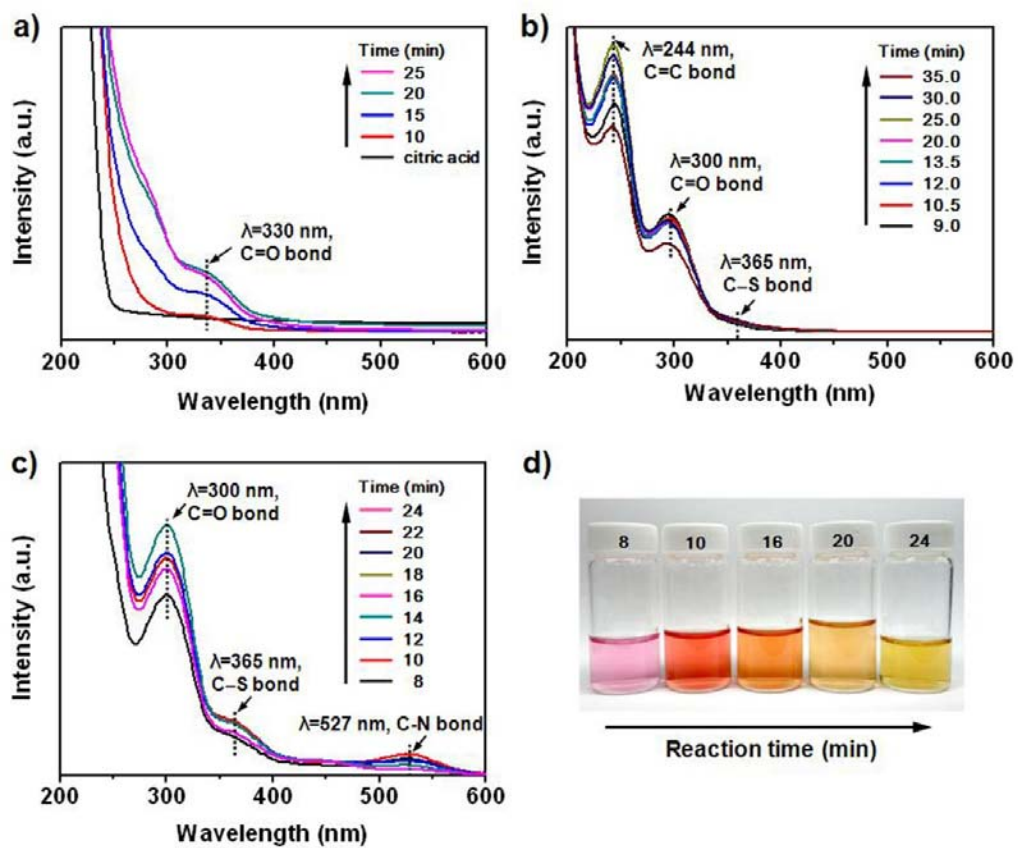 a)
Time (min)
25
20
15
10
citric acid
λ=330 nm,
C=O bond
Intensity (a.u.)
200 300 400 500 600
Wavelength (nm)
b)
λ=244 nm,
C=C bond
Time (min)
35.0
30.0
25.0
20.0
13.5
12.0
10.5
9.0
λ=300 nm,
C=O bond
λ=365 nm,
C–S bond
Intensity (a.u.)
200 300 400 500 600
Wavelength (nm)
c)
λ=300 nm,
C=O bond
Time (min)
24
22
20
18
16
14
12
10
8
λ=365 nm,
C–S bond
λ=527 nm, C-N bond
Intensity (a.u.)
200 300 400 500 600
Wavelength (nm)
d)
8 10 16 20 24
Reaction time (min)